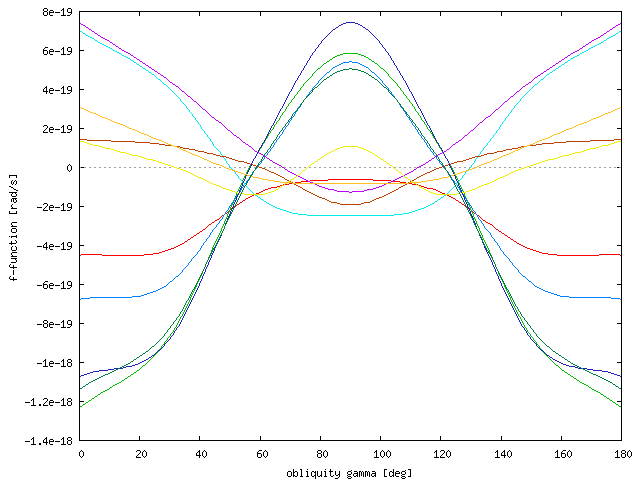 8e-19
6e-19
4e-19
2e-19
0
-2e-19
-4e-19
-6e-19
-8e-19
-1e-18
-1.2e-18
-1.4e-18
f-function [rad/s]
0 20 40 60 80 100 120 140 160 180
obliquity gamma [deg]